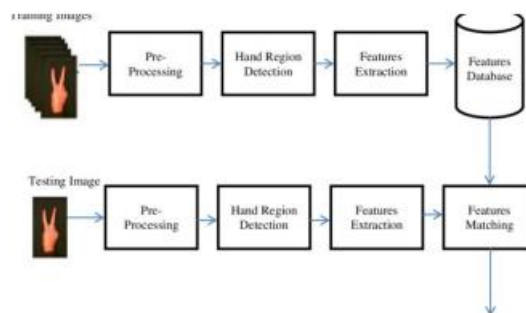 Training Images
Pre-
Processing
Hand Region
Detection
Features
Extraction
Features
Database
Testing Image
Pre-
Processing
Hand Region
Detection
Features
Extraction
Features
Matching